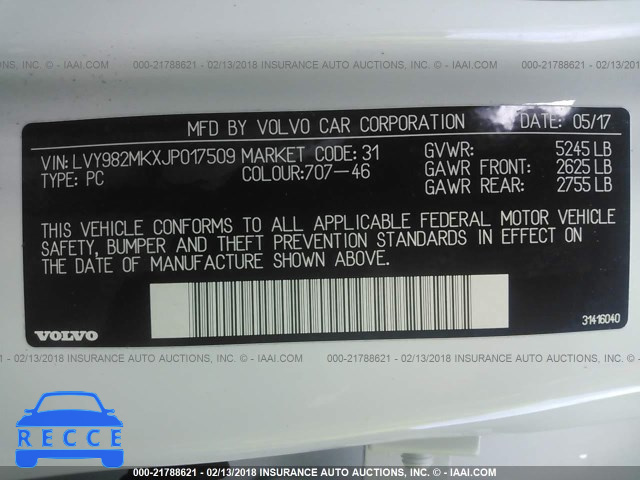 000-21788621 - 02/13/2018 INSURANCE AUTO AUCTIONS, INC. - © IAAI.COM
MFD BY VOLVO CAR CORPORATION DATE: 05/17
VIN: LVY982MKXJP017509 MARKET CODE: 31 GVWR: 5245 LB
TYPE: PC COLOUR:707-46 GAWR FRONT: 2625 LB
GAWR REAR: 2755 LB
THIS VEHICLE CONFORMS TO ALL APPLICABLE FEDERAL MOTOR VEHICLE
SAFETY, BUMPER AND THEFT PREVENTION STANDARDS IN EFFECT ON
THE DATE OF MANUFACTURE SHOWN ABOVE.
VOLVO
31416040
000-21788621 - 02/13/2018 INSURANCE AUTO AUCTIONS, INC. - © IAAI.COM
RECCE
000-21788621 - 02/13/2018 INSURANCE AUTO AUCTIONS, INC. - © IAAI.COM